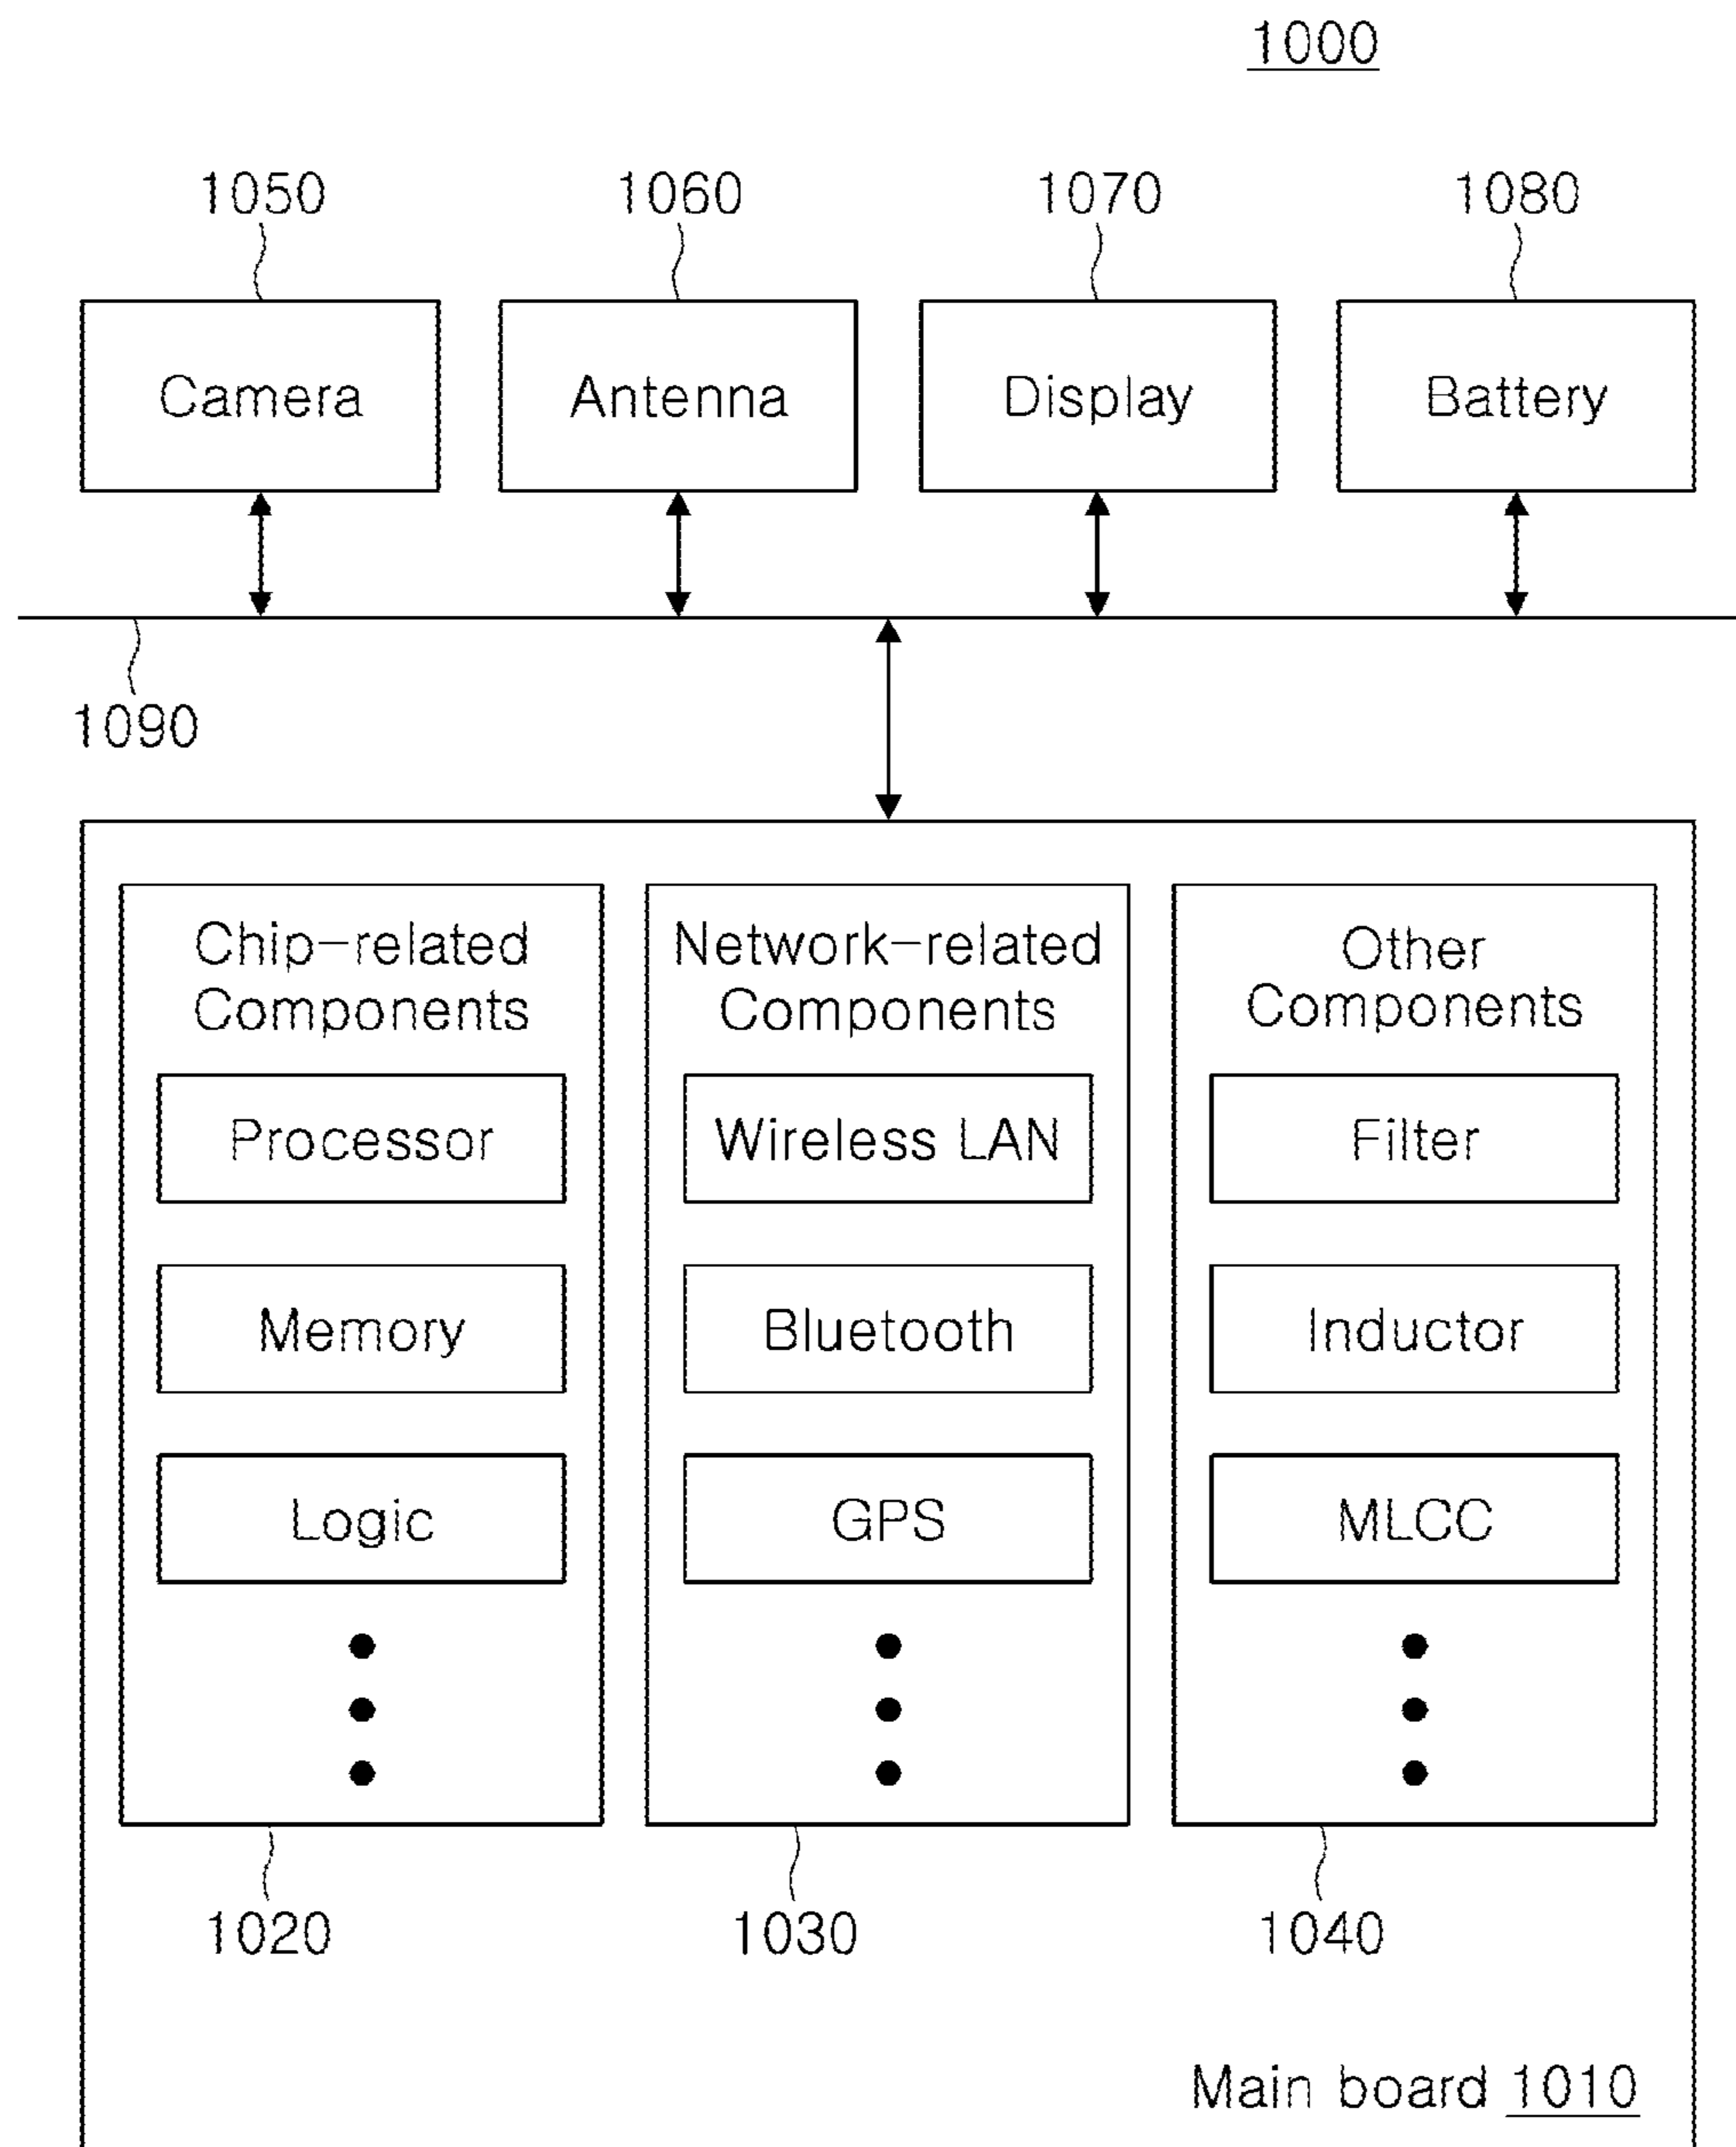 1000
1050
1060
1070
1080
Camera
Antenna
Display
Battery
1090
Chip-related
Components
Processor
Memory
Logic
1020
Network-related
Components
Wireless LAN
Bluetooth
GPS
1030
Other
Components
Filter
Inductor
MLCC
1040
Main board 1010